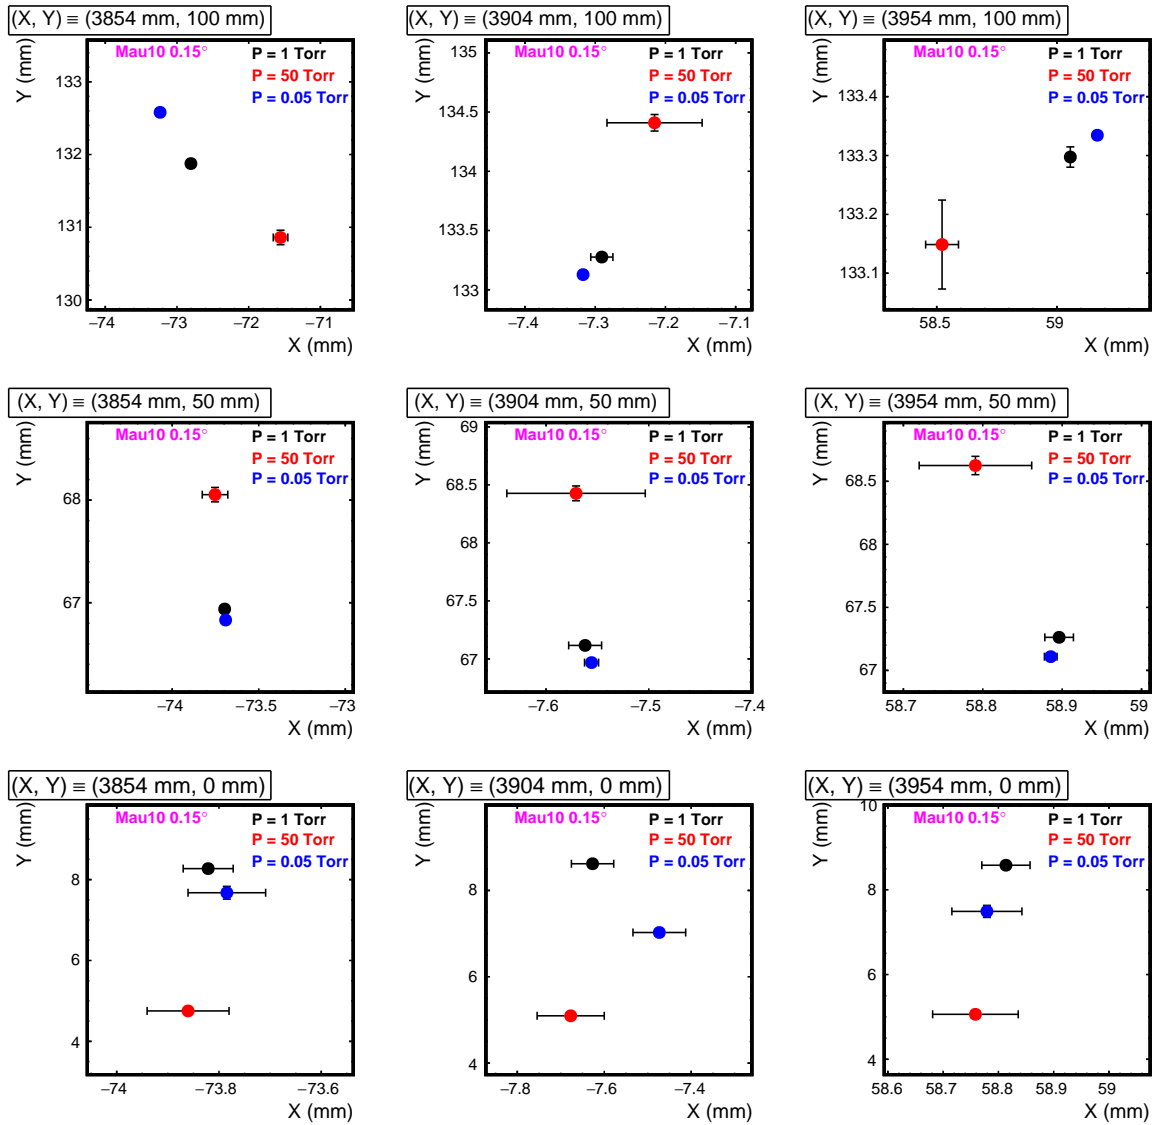 (X, Y) ≡ (3854 mm, 100 mm)
Y (mm)
Mau10 0.15°
P = 1 Torr
P = 50 Torr
P = 0.05 Torr
133
132
131
130
−74 −73 −72 −71
X (mm)
(X, Y) ≡ (3904 mm, 100 mm)
Y (mm)
Mau10 0.15°
P = 1 Torr
P = 50 Torr
P = 0.05 Torr
135
134.5
134
133.5
133
−7.4 −7.3 −7.2 −7.1
X (mm)
(X, Y) ≡ (3954 mm, 100 mm)
Y (mm)
Mau10 0.15°
P = 1 Torr
P = 50 Torr
P = 0.05 Torr
133.4
133.3
133.2
133.1
58.5 59
X (mm)
(X, Y) ≡ (3854 mm, 50 mm)
Y (mm)
Mau10 0.15°
P = 1 Torr
P = 50 Torr
P = 0.05 Torr
68
67
−74 −73.5 −73
X (mm)
(X, Y) ≡ (3904 mm, 50 mm)
Y (mm)
Mau10 0.15°
P = 1 Torr
P = 50 Torr
P = 0.05 Torr
69
68.5
68
67.5
67
−7.6 −7.5 −7.4
X (mm)
(X, Y) ≡ (3954 mm, 50 mm)
Y (mm)
Mau10 0.15°
P = 1 Torr
P = 50 Torr
P = 0.05 Torr
68.5
68
67.5
67
58.7 58.8 58.9 59
X (mm)
(X, Y) ≡ (3854 mm, 0 mm)
Y (mm)
Mau10 0.15°
P = 1 Torr
P = 50 Torr
P = 0.05 Torr
8
6
4
−74 −73.8 −73.6
X (mm)
(X, Y) ≡ (3904 mm, 0 mm)
Y (mm)
Mau10 0.15°
P = 1 Torr
P = 50 Torr
P = 0.05 Torr
8
6
4
−7.8 −7.6 −7.4
X (mm)
(X, Y) ≡ (3954 mm, 0 mm)
Y (mm)
Mau10 0.15°
P = 1 Torr
P = 50 Torr
P = 0.05 Torr
10
8
6
4
58.6 58.7 58.8 58.9 59
X (mm)